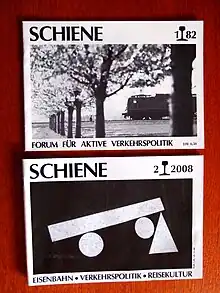 SCHIENE
1 82
FORUM FÜR AKTIVE VERKEHRSPOLITIK
SCHIENE
2 2008
EISENBAHN • VERKEHRSPOLITIK • REISEKULTUR